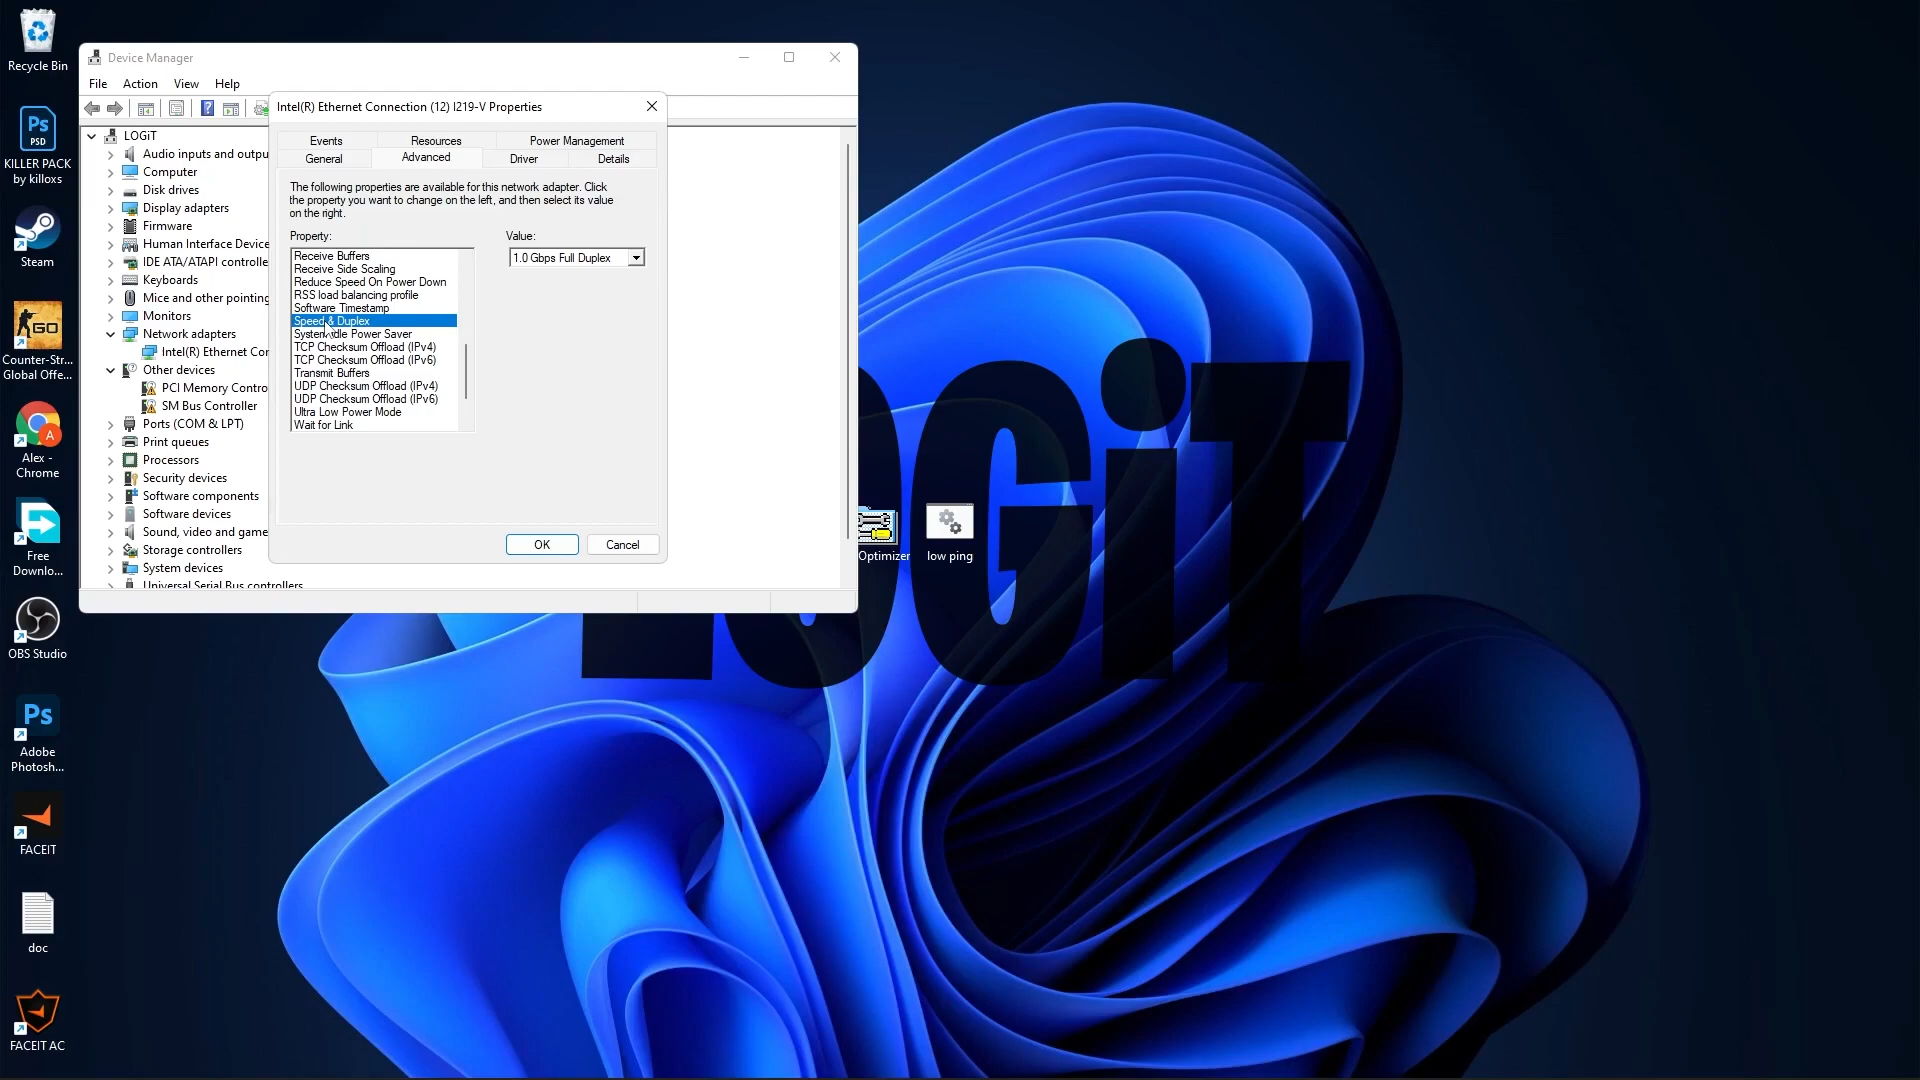 Recycle Bin
PSD
KILLER PACK
by killoxs
Steam
GO
Counter-Str...
Global Offe...
A
Alex -
Chrome
Free
Downlo...
OBS Studio
Ps
Adobe
Photosh...
FACEIT
doc
FACEIT AC
Device Manager
File Action View Help
LOGiT
Audio inputs and outpu
Computer
Disk drives
Display adapters
Firmware
Human Interface Device
IDE ATA/ATAPI controlle
Keyboards
Mice and other pointing
Monitors
Network adapters
Intel(R) Ethernet Cor
Other devices
PCI Memory Contro
SM Bus Controller
Ports (COM & LPT)
Print queues
Processors
Security devices
Software components
Software devices
Sound, video and game
Storage controllers
System devices
Universal Serial Bus controllers
Intel(R) Ethernet Connection (12) I219-V Properties
Events Resources Power Management
General Advanced Driver Details
The following properties are available for this network adapter. Click
the property you want to change on the left, and then select its value
on the right.
Property:
Value:
Receive Buffers
Receive Side Scaling
Reduce Speed On Power Down
RSS load balancing profile
Software Timestamp
Speed & Duplex
System Idle Power Saver
TCP Checksum Offload (IPv4)
TCP Checksum Offload (IPv6)
Transmit Buffers
UDP Checksum Offload (IPv4)
UDP Checksum Offload (IPv6)
Ultra Low Power Mode
Wait for Link
1.0 Gbps Full Duplex
OK Cancel
Optimizer
low ping
LOGiT